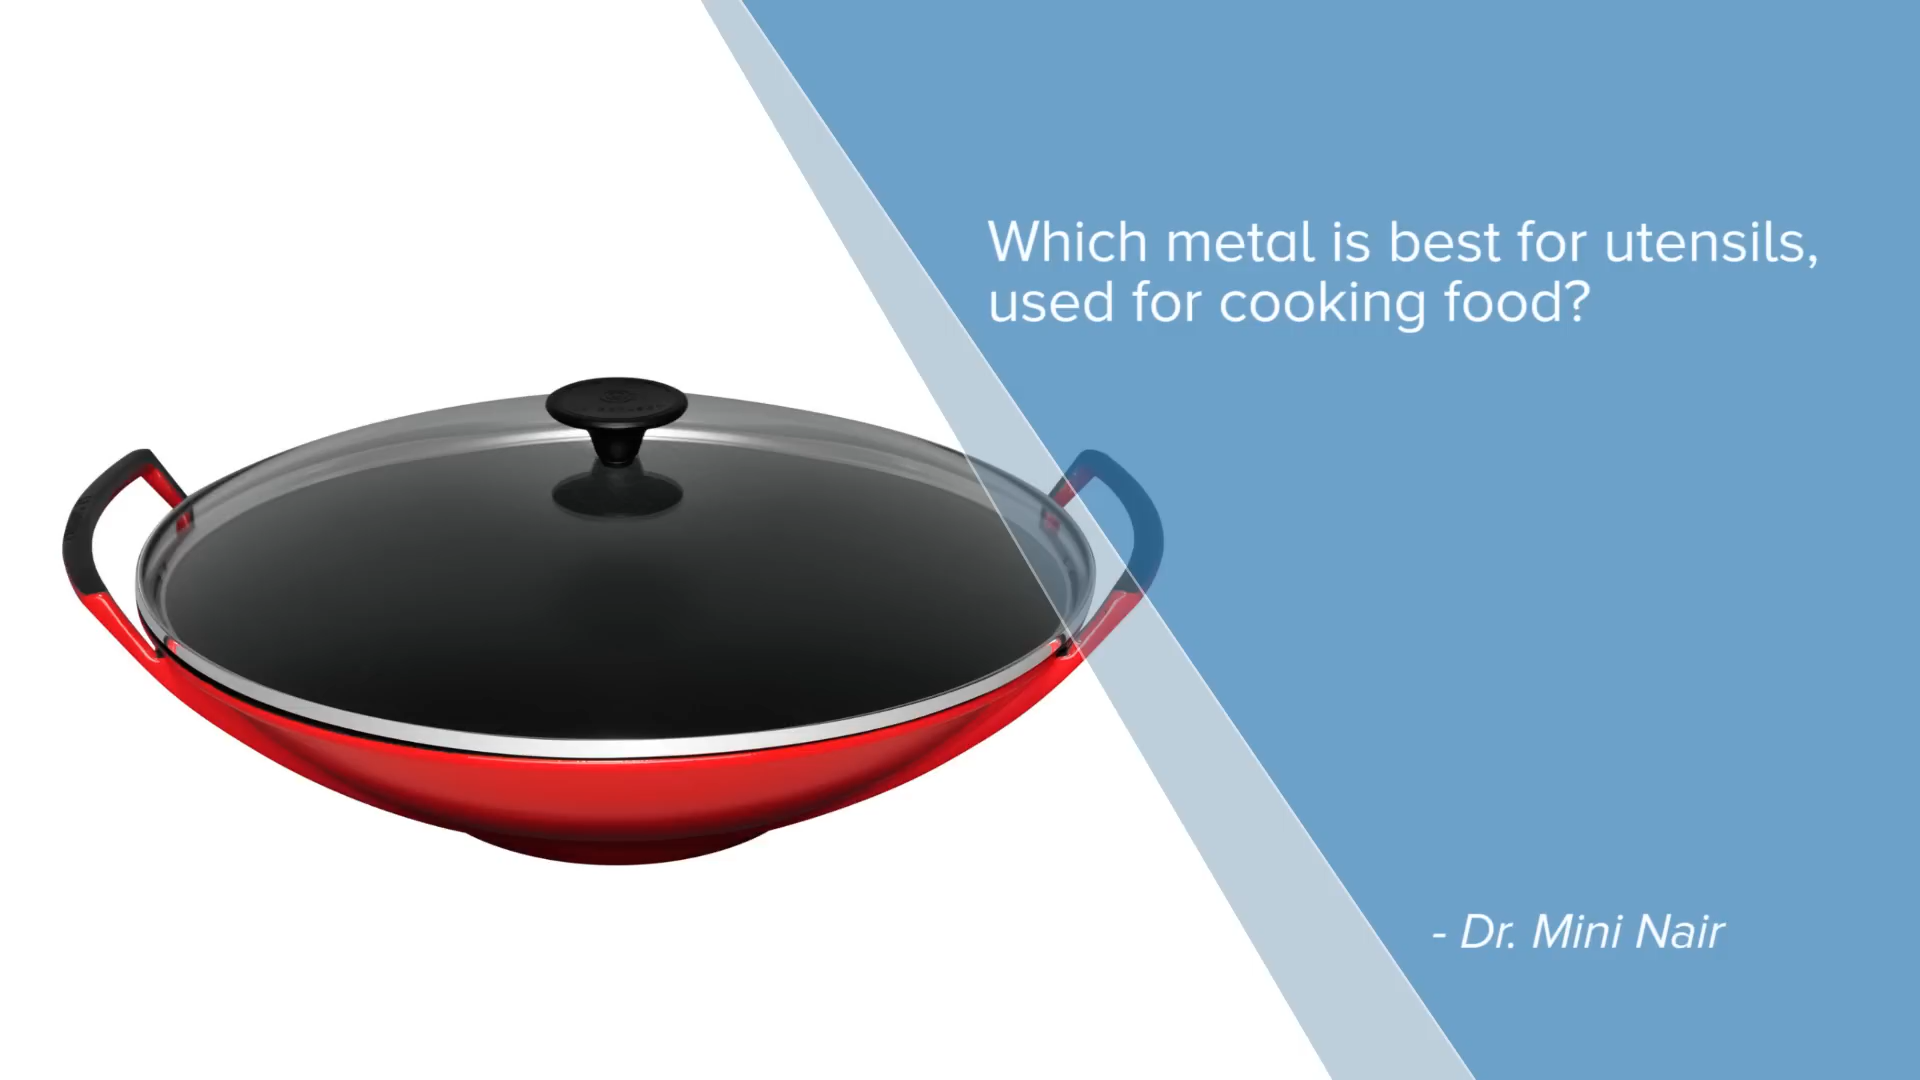 Which metal is best for utensils,
used for cooking food?
- Dr. Mini Nair